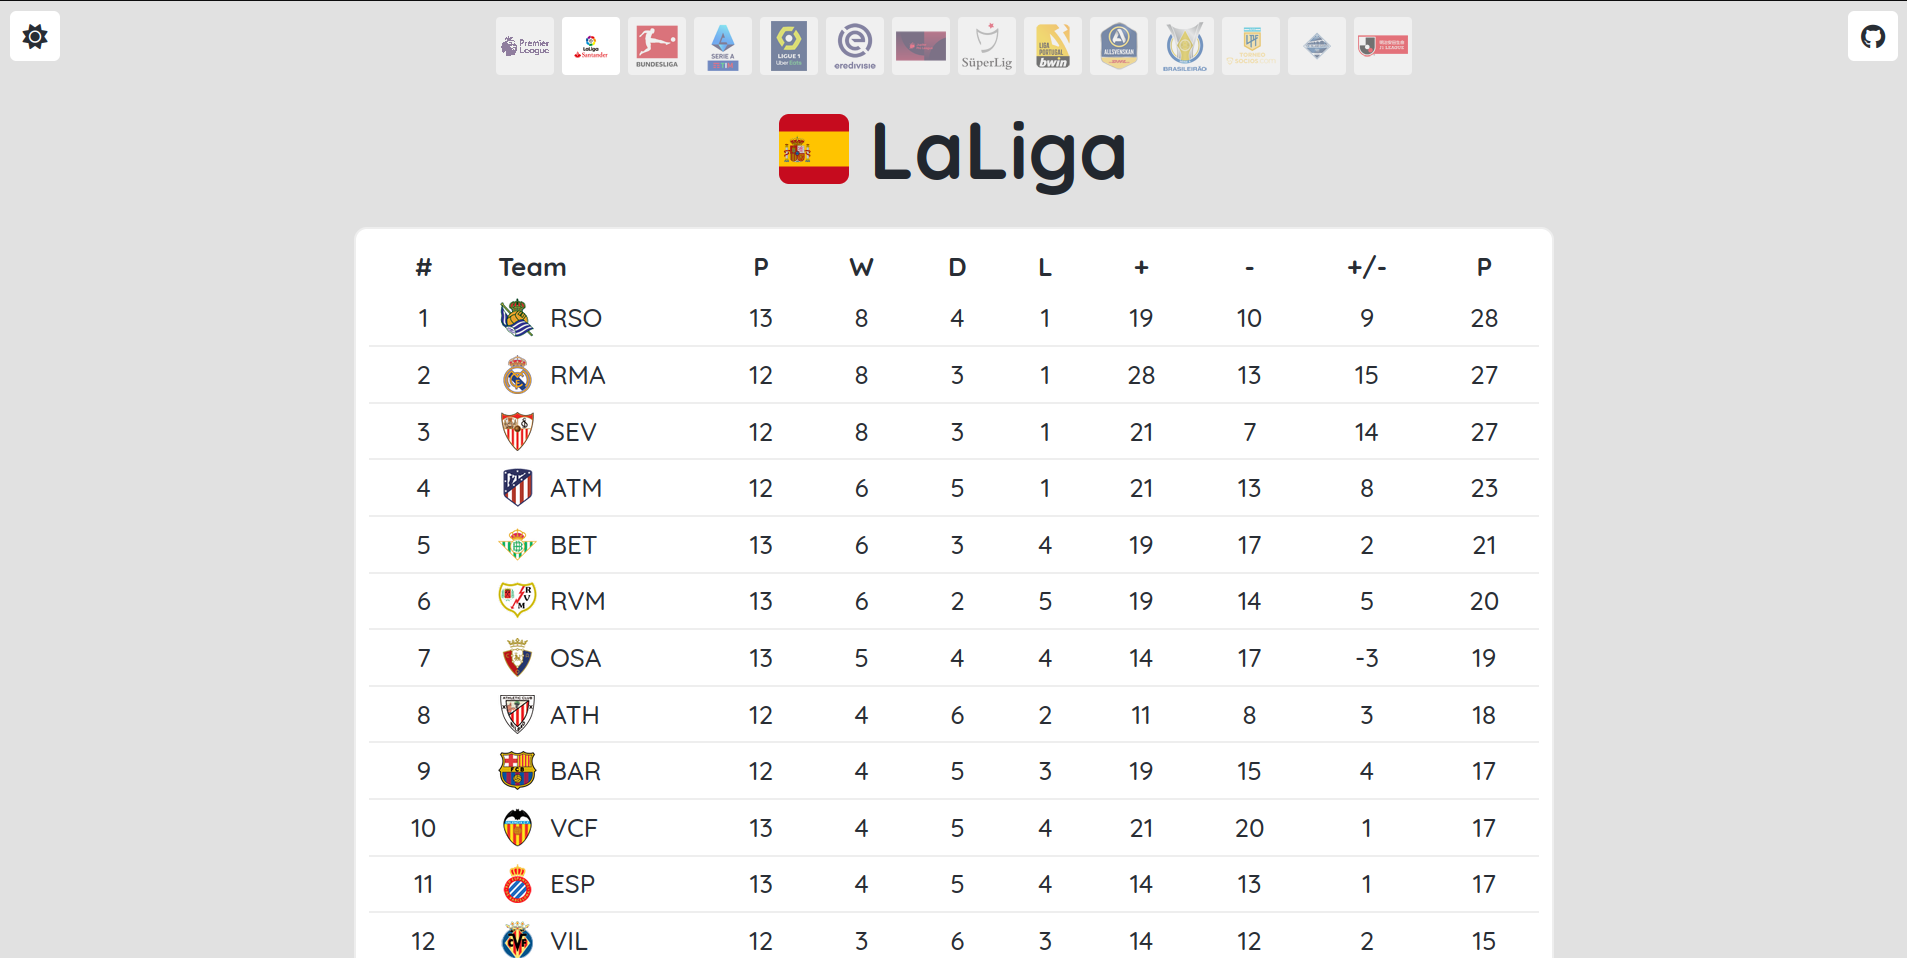 Premier League
LaLiga
Santander
BUNDESLIGA
SERIE A
TIM
LIGUE 1
Uber Eats
eredivisie
SüperLig
LIGA PORTUGAL
bwin
ALLSVENSKAN
BRASILEIRÃO
LPF
LaLiga
# Team P W D L + - +/- P
1 RSO 13 8 4 1 19 10 9 28
2 RMA 12 8 3 1 28 13 15 27
3 SEV 12 8 3 1 21 7 14 27
4 ATM 12 6 5 1 21 13 8 23
5 BET 13 6 3 4 19 17 2 21
6 RVM 13 6 2 5 19 14 5 20
7 OSA 13 5 4 4 14 17 -3 19
8 ATH 12 4 6 2 11 8 3 18
9 BAR 12 4 5 3 19 15 4 17
10 VCF 13 4 5 4 21 20 1 17
11 ESP 13 4 5 4 14 13 1 17
12 VIL 12 3 6 3 14 12 2 15